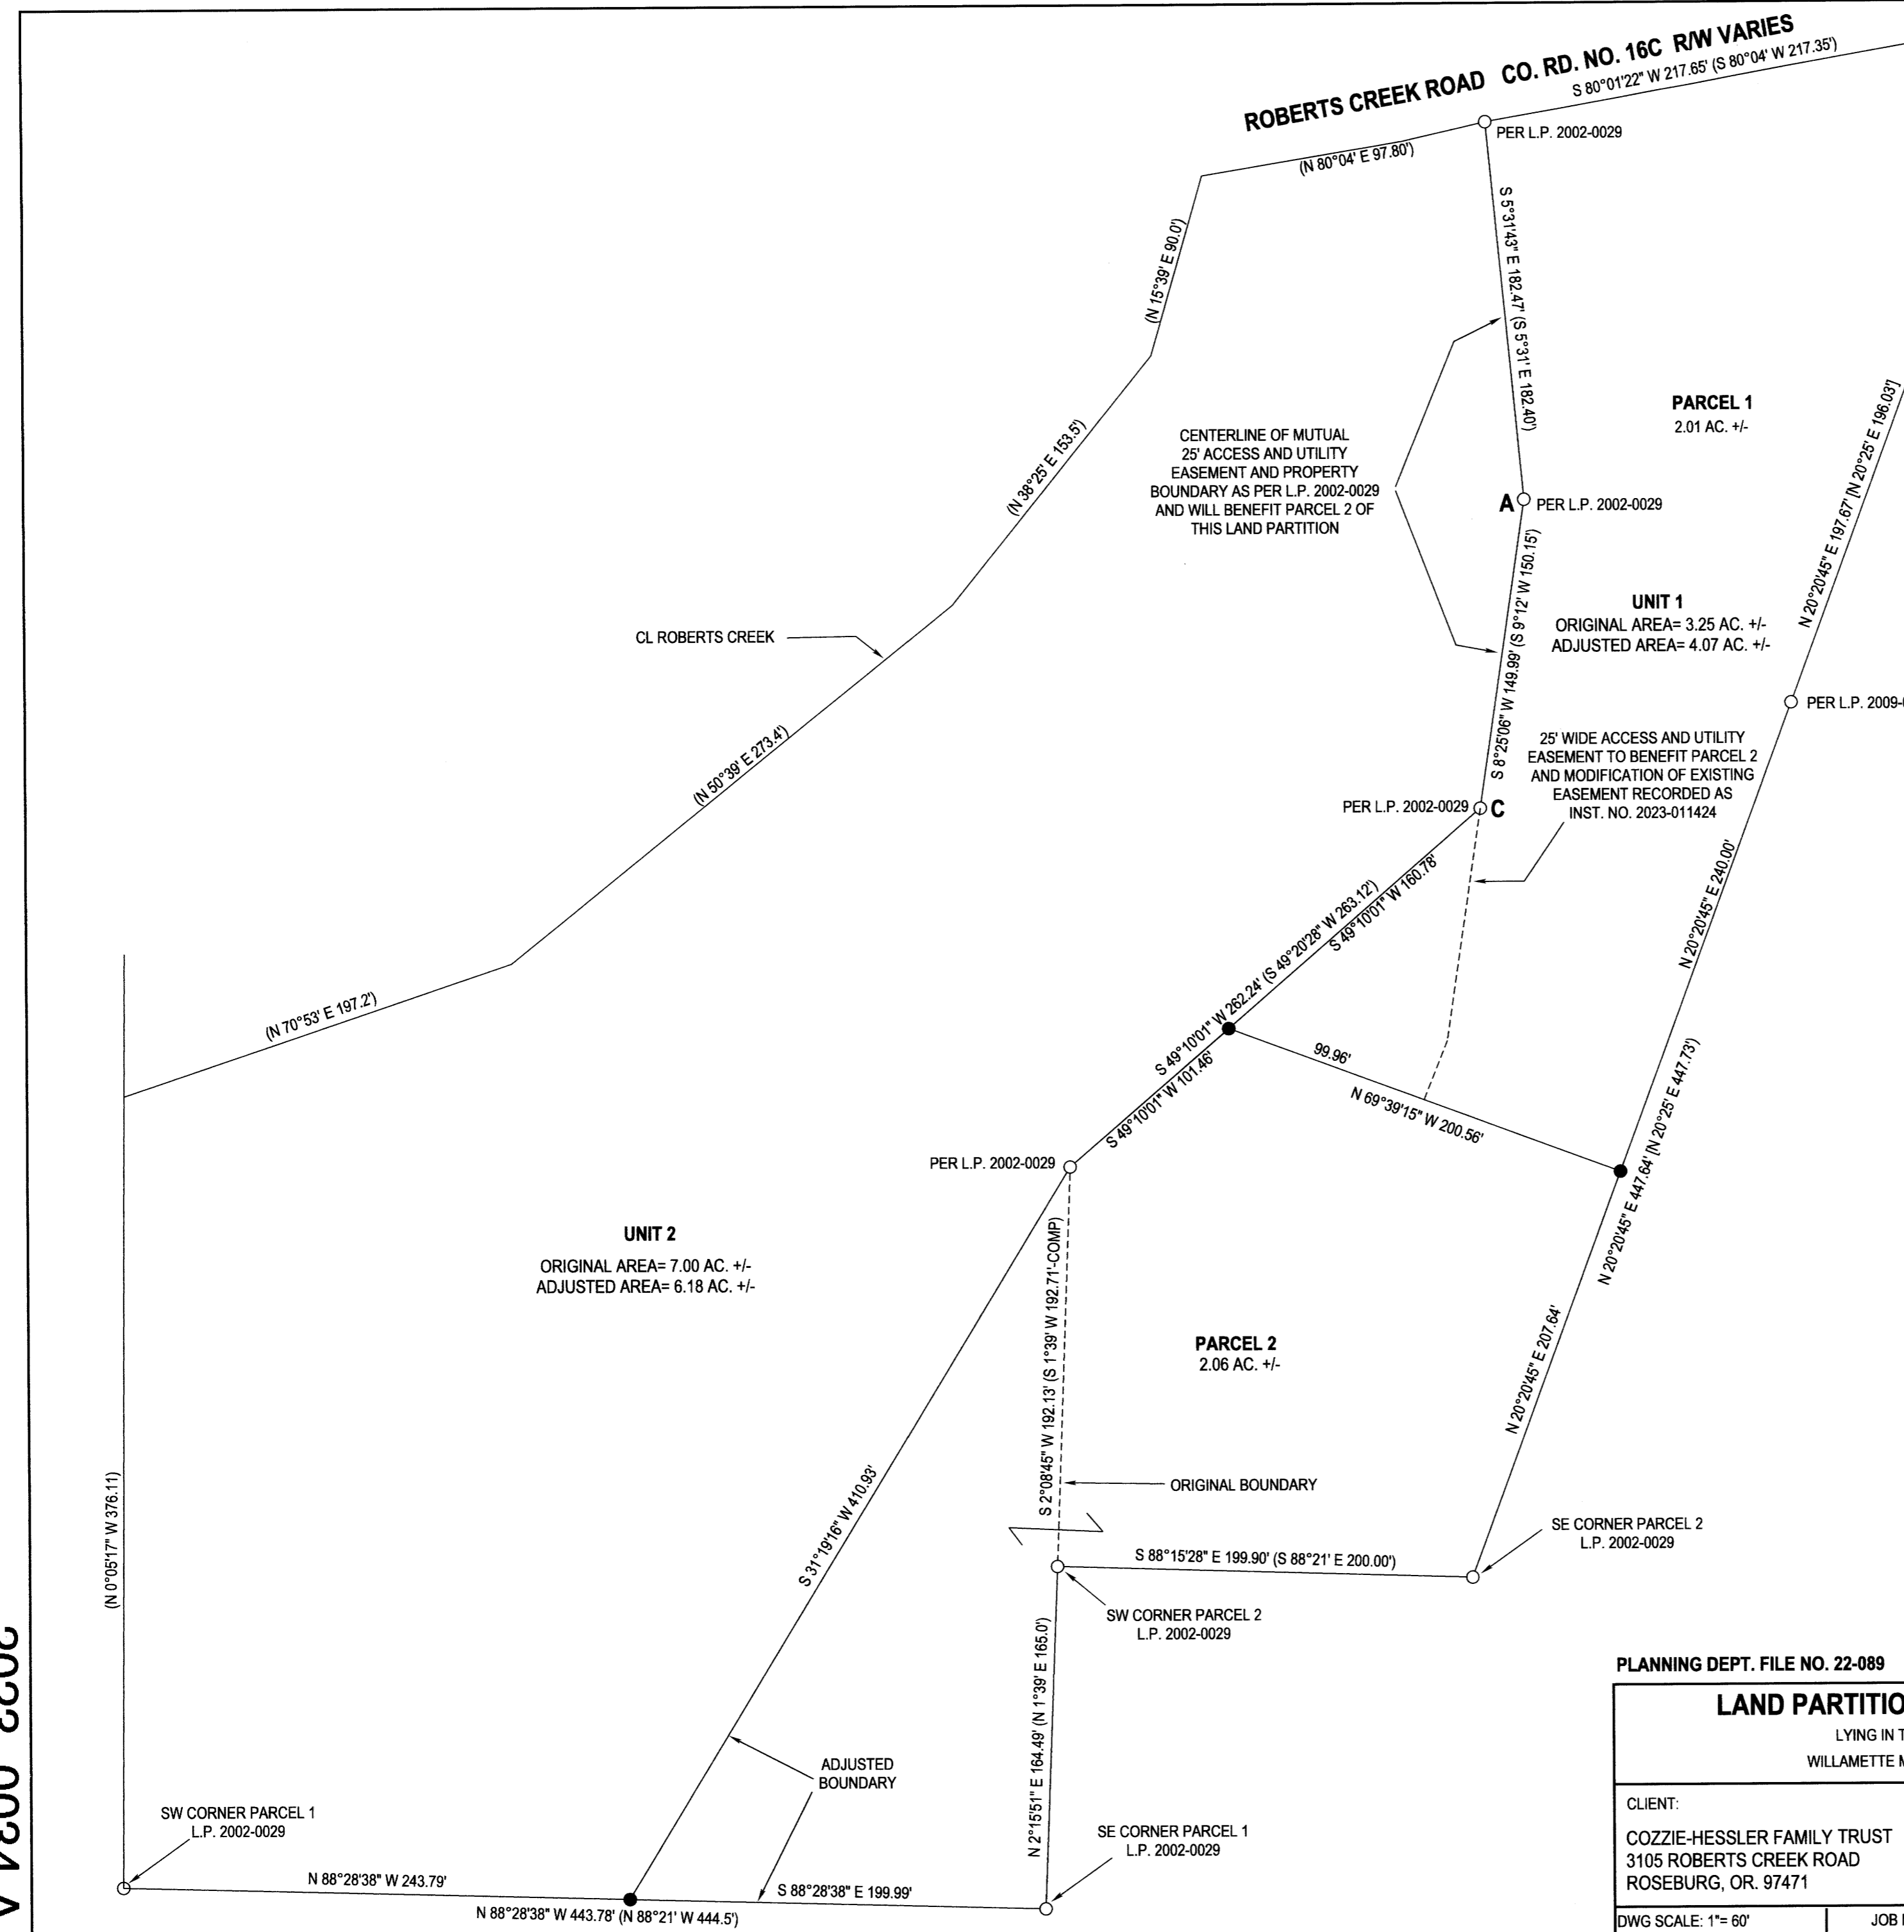 ROBERTS CREEK ROAD CO. RD. NO. 16C R/W VARIES
S 80°01'22" W 217.65' (S 80°04' W 217.35')
PER L.P. 2002-0029
(N 80°04' E 97.80')
(N 15°39' E 90.0')
S 5°31'43" E 182.47' (S 5°31' E 182.40')
PARCEL 1
2.01 AC. +/-
N 20°20'45" E 197.67' [N 20°25' E 196.03']
CENTERLINE OF MUTUAL
25' ACCESS AND UTILITY
EASEMENT AND PROPERTY
BOUNDARY AS PER L.P. 2002-0029
AND WILL BENEFIT PARCEL 2 OF
THIS LAND PARTITION
(N 38°25' E 153.5')
A
PER L.P. 2002-0029
S 8°25'06" W 149.99' (S 9°12' W 150.15')
UNIT 1
ORIGINAL AREA= 3.25 AC. +/-
ADJUSTED AREA= 4.07 AC. +/-
CL ROBERTS CREEK
PER L.P. 2009-
(N 50°39' E 273.4')
25' WIDE ACCESS AND UTILITY
EASEMENT TO BENEFIT PARCEL 2
AND MODIFICATION OF EXISTING
EASEMENT RECORDED AS
INST. NO. 2023-011424
PER L.P. 2002-0029
C
N 20°20'45" E 240.00'
S 49°10'01" W 262.24' (S 49°20'28" W 263.12')
S 49°10'01" W 160.78'
(N 70°53' E 197.2')
99.96'
N 69°39'15" W 200.56'
S 49°10'01" W 101.46'
N 20°20'45" E 447.64' [N 20°25' E 447.73')
PER L.P. 2002-0029
UNIT 2
ORIGINAL AREA= 7.00 AC. +/-
ADJUSTED AREA= 6.18 AC. +/-
S 2°08'45" W 192.13' (S 1°39' W 192.71'-COMP)
PARCEL 2
2.06 AC. +/-
N 20°20'45" E 207.64'
S 31°19'16" W 410.93'
ORIGINAL BOUNDARY
(N 0°05'17" W 376.11)
SE CORNER PARCEL 2
L.P. 2002-0029
S 88°15'28" E 199.90' (S 88°21' E 200.00')
SW CORNER PARCEL 2
L.P. 2002-0029
N 2°15'51" E 164.49' (N 1°39' E 165.0')
ADJUSTED
BOUNDARY
SW CORNER PARCEL 1
L.P. 2002-0029
SE CORNER PARCEL 1
L.P. 2002-0029
N 88°28'38" W 243.79'
S 88°28'38" E 199.99'
N 88°28'38" W 443.78' (N 88°21' W 444.5')
PLANNING DEPT. FILE NO. 22-089
LAND PARTITIO
LYING IN T
WILLAMETTE M
CLIENT:
COZZIE-HESSLER FAMILY TRUST
3105 ROBERTS CREEK ROAD
ROSEBURG, OR. 97471
DWG SCALE: 1"= 60'
JOB